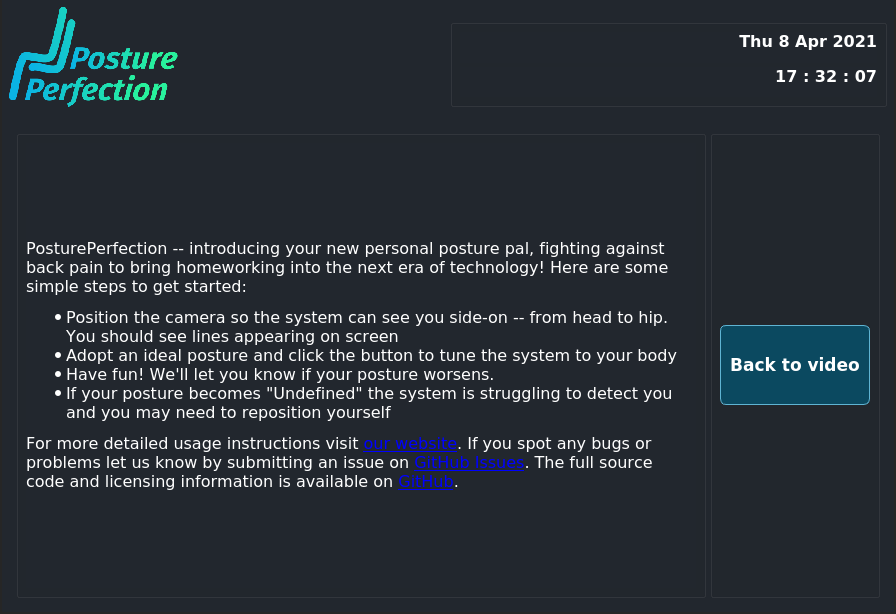 Posture
Perfection
Thu 8 Apr 2021
17 : 32 : 07
PosturePerfection -- introducing your new personal posture pal, fighting against
back pain to bring homeworking into the next era of technology! Here are some
simple steps to get started:
• Position the camera so the system can see you side-on -- from head to hip.
You should see lines appearing on screen
• Adopt an ideal posture and click the button to tune the system to your body
• Have fun! We'll let you know if your posture worsens.
• If your posture becomes "Undefined" the system is struggling to detect you
and you may need to reposition yourself
For more detailed usage instructions visit our website. If you spot any bugs or
problems let us know by submitting an issue on GitHub Issues. The full source
code and licensing information is available on GitHub.
Back to video